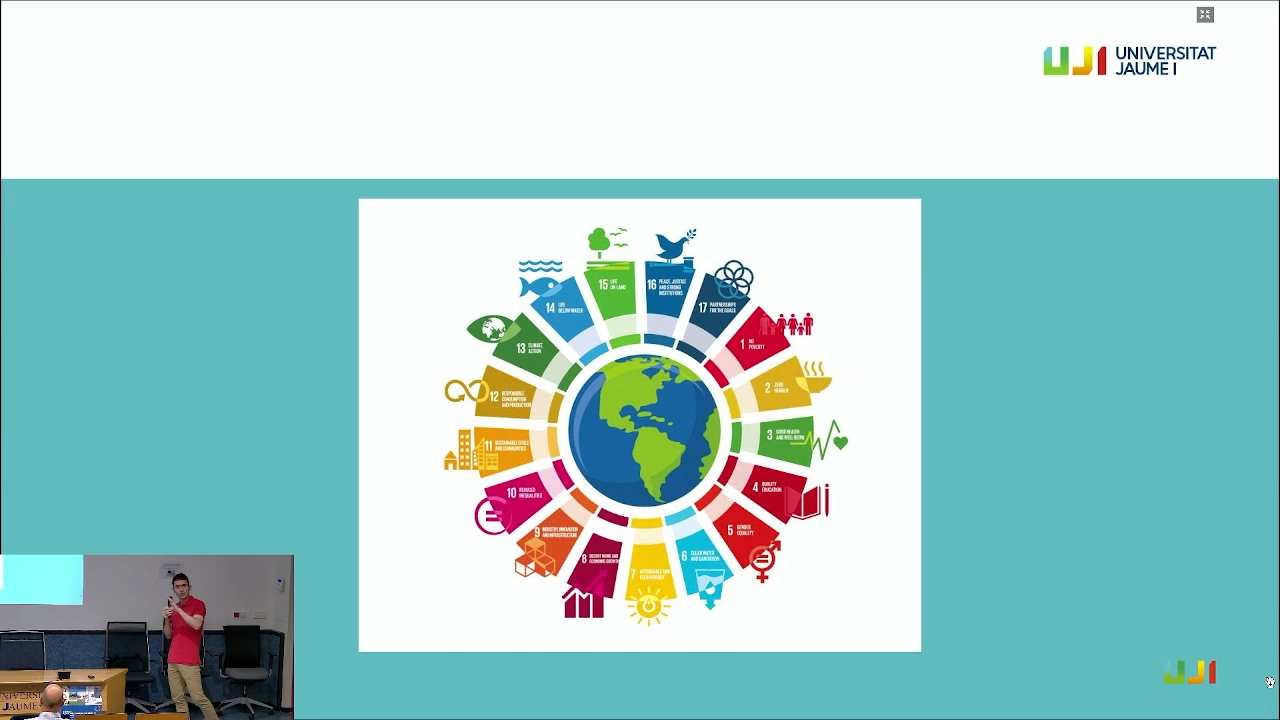 UNIVERSITAT
JAUME I
15 LIFE
ON LAND
16 PEACE, JUSTICE
AND STRONG
INSTITUTIONS
14 LIFE
BELOW WATER
17 PARTNERSHIPS
FOR THE GOALS
13 CLIMATE
ACTION
1 NO
POVERTY
12 RESPONSIBLE
CONSUMPTION
AND PRODUCTION
2 ZERO
HUNGER
11 SUSTAINABLE CITIES
AND COMMUNITIES
3 GOOD HEALTH
AND WELL-BEING
10 REDUCED
INEQUALITIES
4 QUALITY
EDUCATION
9 INDUSTRY, INNOVATION
AND INFRASTRUCTURE
5 GENDER
EQUALITY
8 DECENT WORK AND
ECONOMIC GROWTH
7 AFFORDABLE AND
CLEAN ENERGY
6 CLEAN WATER
AND SANITATION
UJI